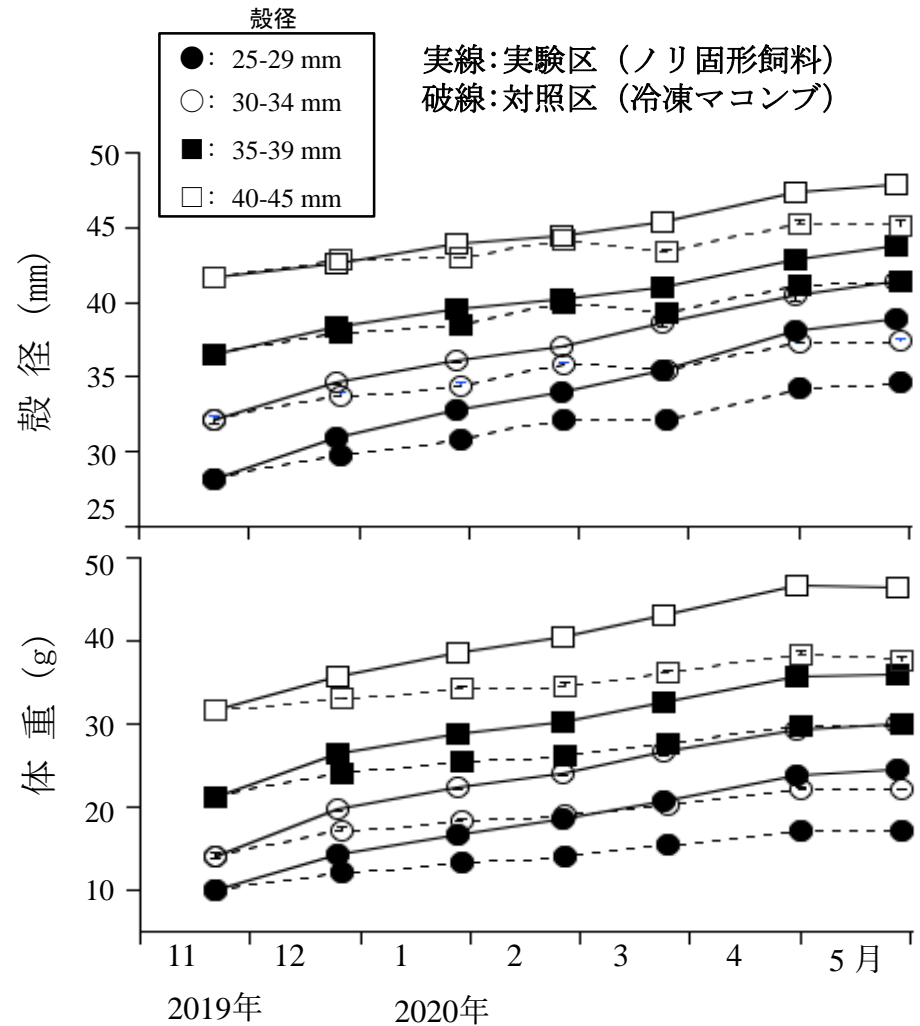 殻径
●: 25-29 mm
○: 30-34 mm
■: 35-39 mm
□: 40-45 mm
実線:実験区（ノリ固形飼料）
破線:対照区（冷凍マコンブ）
50
45
40
35
30
25
殻径（mm）
50
40
30
20
10
体重（g）
11 12 1 2 3 4 5月
2019年 2020年